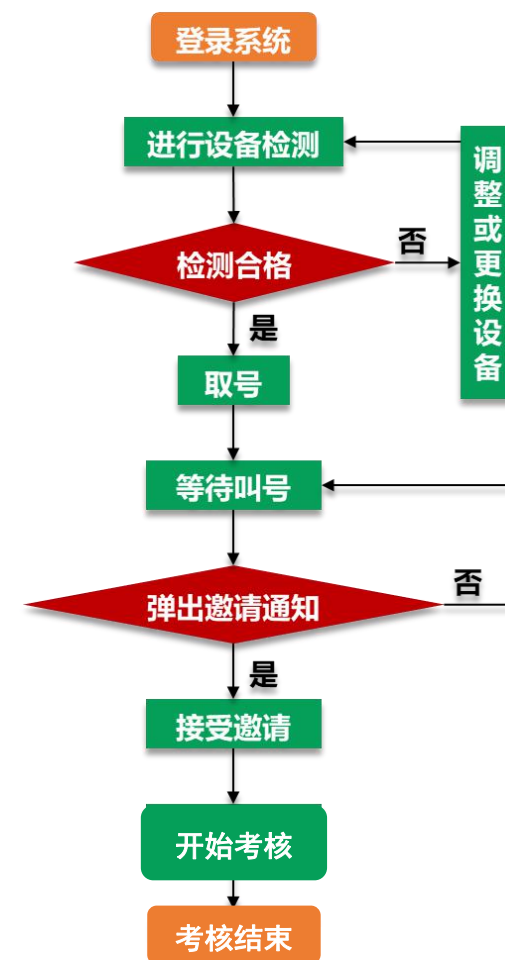 登录系统
进行设备检测
调整或更换设备
检测合格
否
是
取号
等待叫号
弹出邀请通知
否
是
接受邀请
开始考核
考核结束